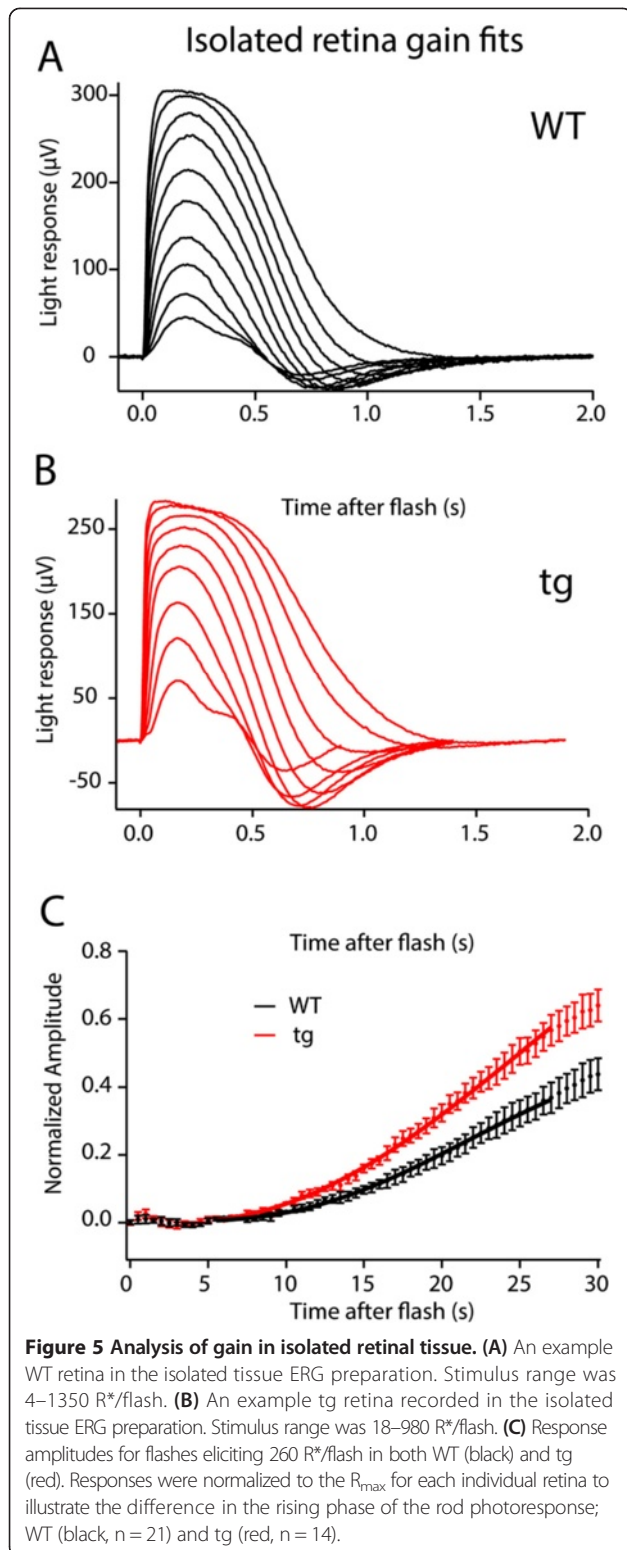 Isolated retina gain fits
A
WT
Light response (µV)
300
200
100
0
0.0 0.5 1.0 1.5 2.0
B
Time after flash (s)
tg
Light response (µV)
250
150
50
-50
0.0 0.5 1.0 1.5 2.0
C
Time after flash (s)
WT
tg
Normalized Amplitude
0.8
0.6
0.4
0.2
0.0
0 5 10 15 20 25 30
Time after flash (s)
Figure 5 Analysis of gain in isolated retinal tissue. (A) An example
WT retina in the isolated tissue ERG preparation. Stimulus range was
4–1350 R*/flash. (B) An example tg retina recorded in the isolated
tissue ERG preparation. Stimulus range was 18–980 R*/flash. (C) Response
amplitudes for flashes eliciting 260 R*/flash in both WT (black) and tg
(red). Responses were normalized to the Rmax for each individual retina to
illustrate the difference in the rising phase of the rod photoresponse;
WT (black, n = 21) and tg (red, n = 14).